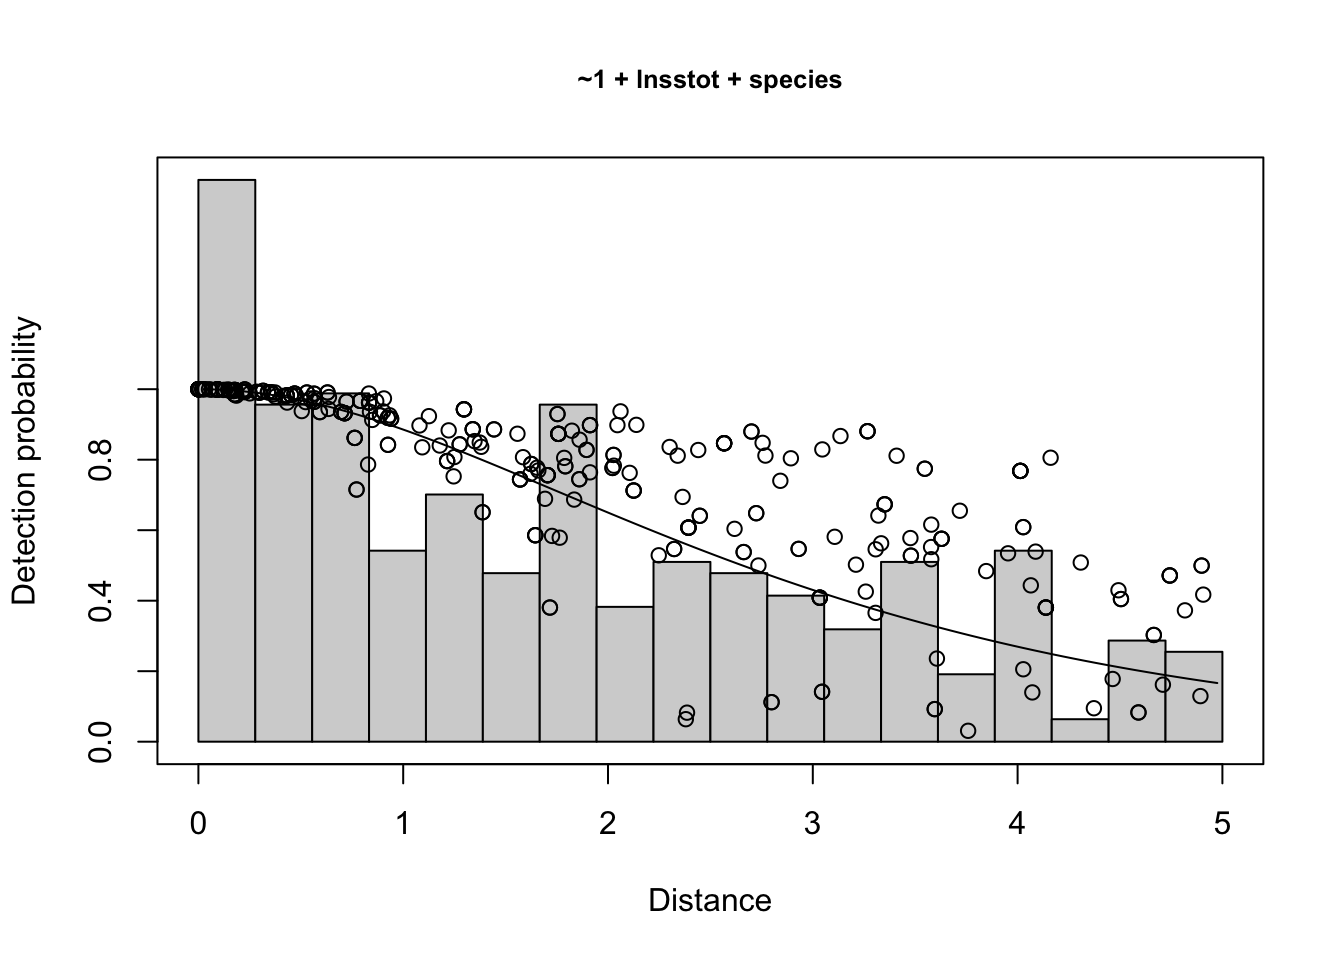 ~1 + lnsstot + species
Detection probability
0.8
0.4
0.0
0 1 2 3 4 5
Distance